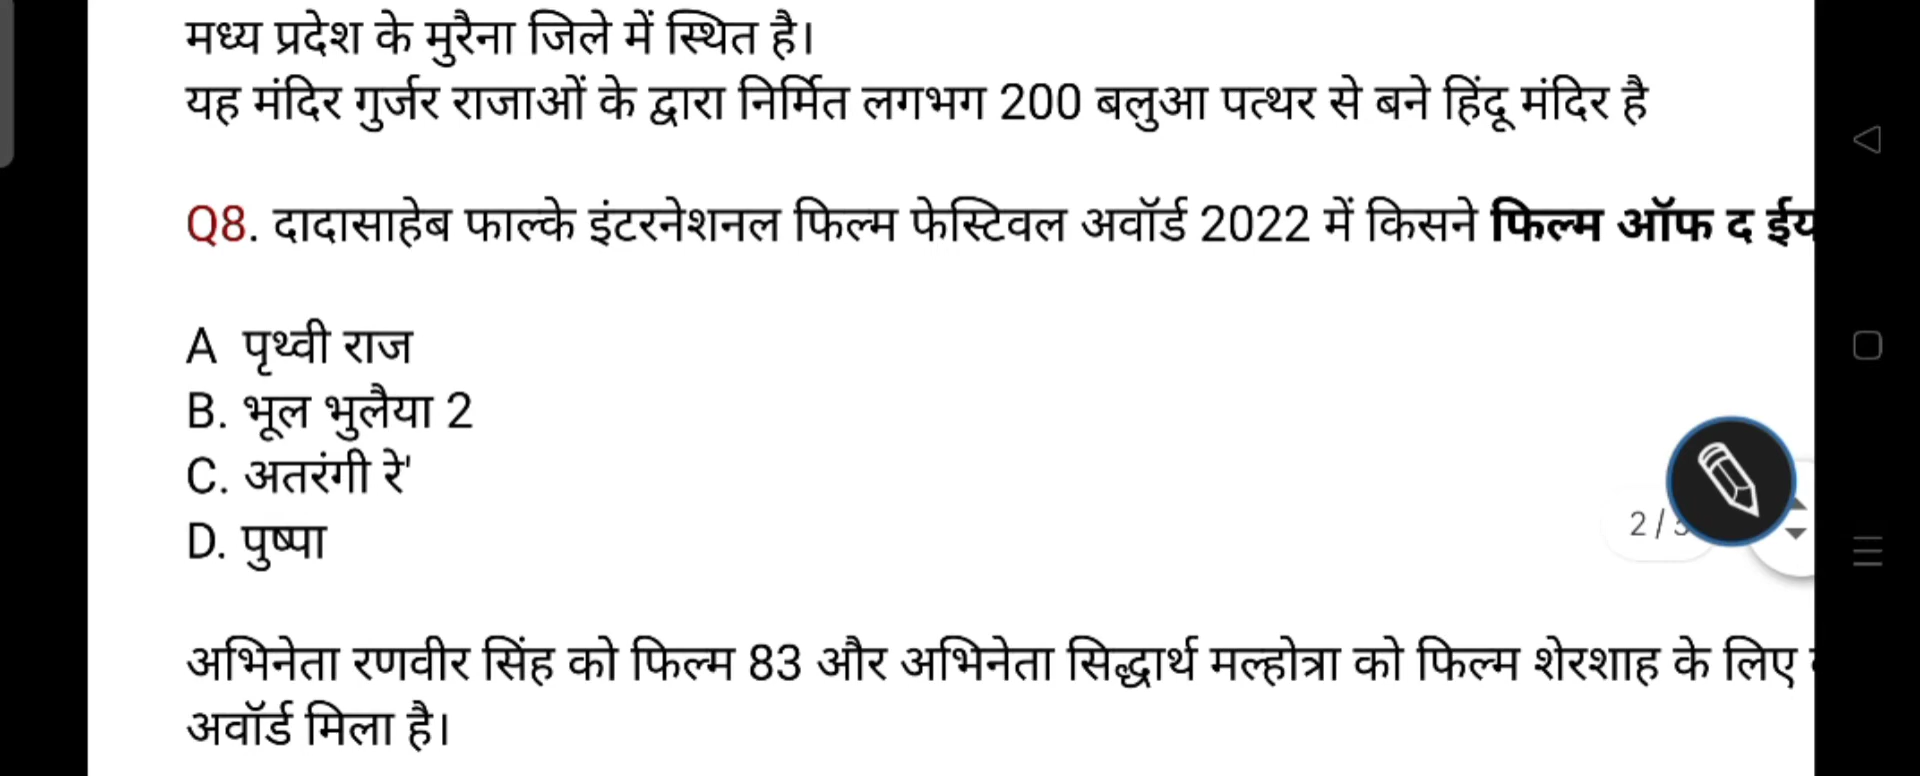 मध्य प्रदेश के मुरैना जिले में स्थित है।
यह मंदिर गुर्जर राजाओं के द्वारा निर्मित लगभग 200 बलुआ पत्थर से बने हिंदू मंदिर है
Q8. दादासाहेब फाल्के इंटरनेशनल फिल्म फेस्टिवल अवॉर्ड 2022 में किसने फिल्म ऑफ द
A पृथ्वी राज
B. भूल भुलैया 2
C. अतरंगी रे'
D. पुष्पा
2 /
अभिनेता रणवीर सिंह को फिल्म 83 और अभिनेता सिद्धार्थ मल्होत्रा को फिल्म शेरशाह के लिए
अवॉर्ड मिला है।